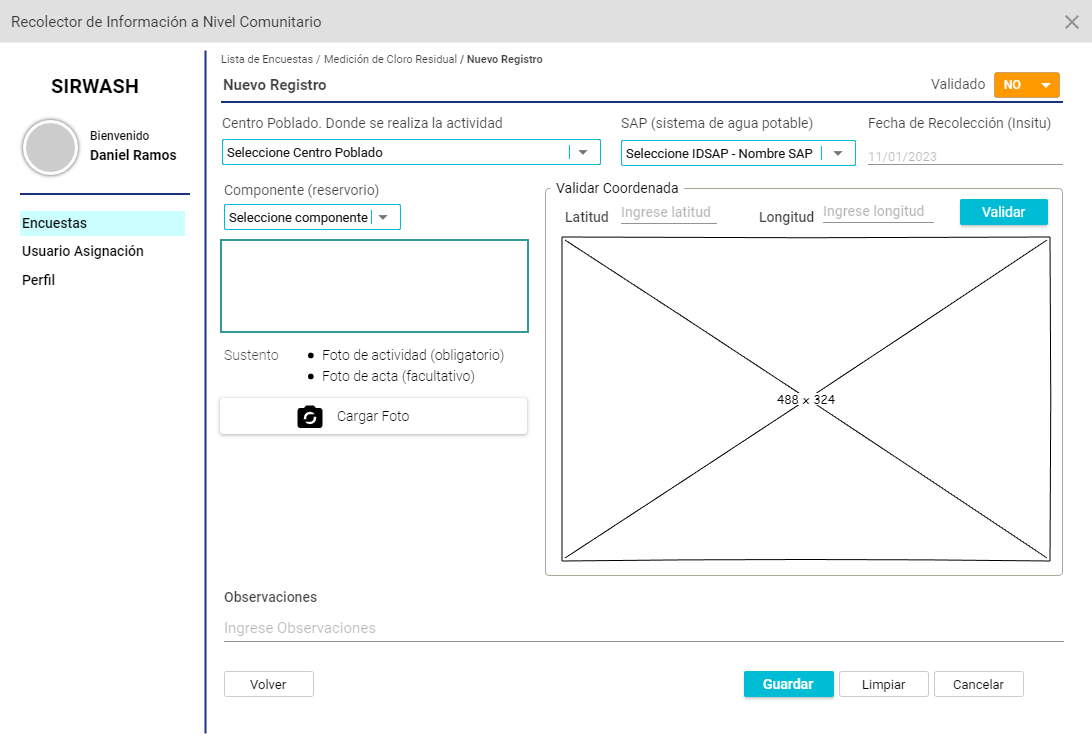 Recolector de Información a Nivel Comunitario
SIRWASH
Bienvenido
Daniel Ramos
Encuestas
Usuario Asignación
Perfil
Lista de Encuestas / Medición de Cloro Residual / Nuevo Registro
Nuevo Registro
Validado NO
Centro Poblado. Donde se realiza la actividad
Seleccione Centro Poblado
SAP (sistema de agua potable)
Seleccione IDSAP - Nombre SAP
Fecha de Recolección (Insitu)
11/01/2023
Componente (reservorio)
Seleccione componente
Sustento
Foto de actividad (obligatorio)
Foto de acta (facultativo)
Cargar Foto
Validar Coordenada
Latitud Ingrese latitud Longitud Ingrese longitud Validar
488 x 324
Observaciones
Ingrese Observaciones
Volver Guardar Limpiar Cancelar